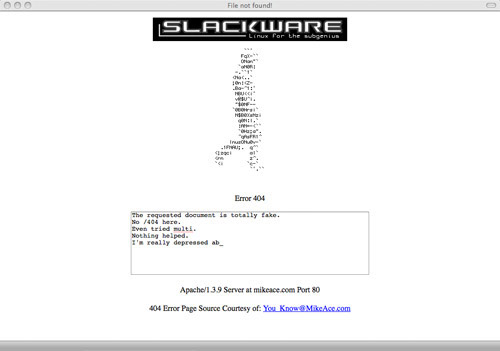 File not found!
SLACKWARE
Linux for the subgenius
Error 404
The requested document is totally fake.
No /404 here.
Even tried multi.
Nothing helped.
I'm really depressed ab_
Apache/1.3.9 Server at mikeace.com Port 80
404 Error Page Source Courtesy of: You_Know@MikeAce.com